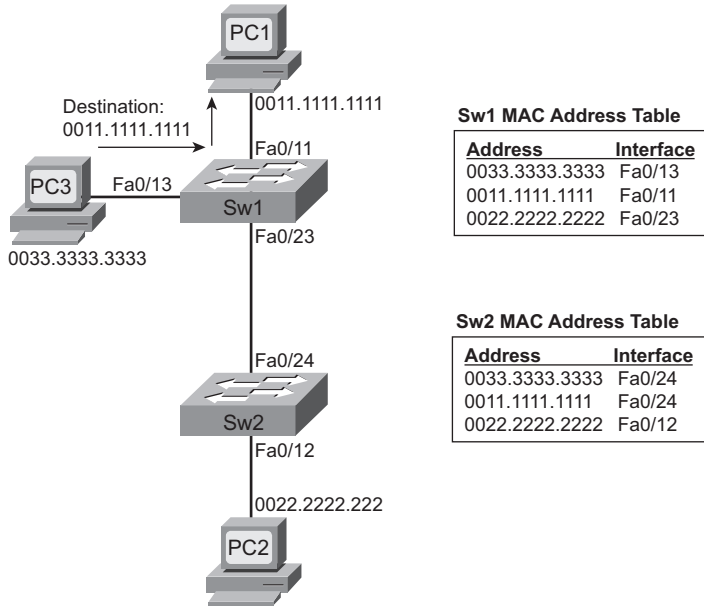 PC1
Destination:
0011.1111.1111
0011.1111.1111
Fa0/11
PC3
Fa0/13
Sw1
Fa0/23
0033.3333.3333
Fa0/24
Sw2
Fa0/12
0022.2222.222
PC2
Sw1 MAC Address Table
Address Interface
0033.3333.3333 Fa0/13
0011.1111.1111 Fa0/11
0022.2222.2222 Fa0/23
Sw2 MAC Address Table
Address Interface
0033.3333.3333 Fa0/24
0011.1111.1111 Fa0/24
0022.2222.2222 Fa0/12